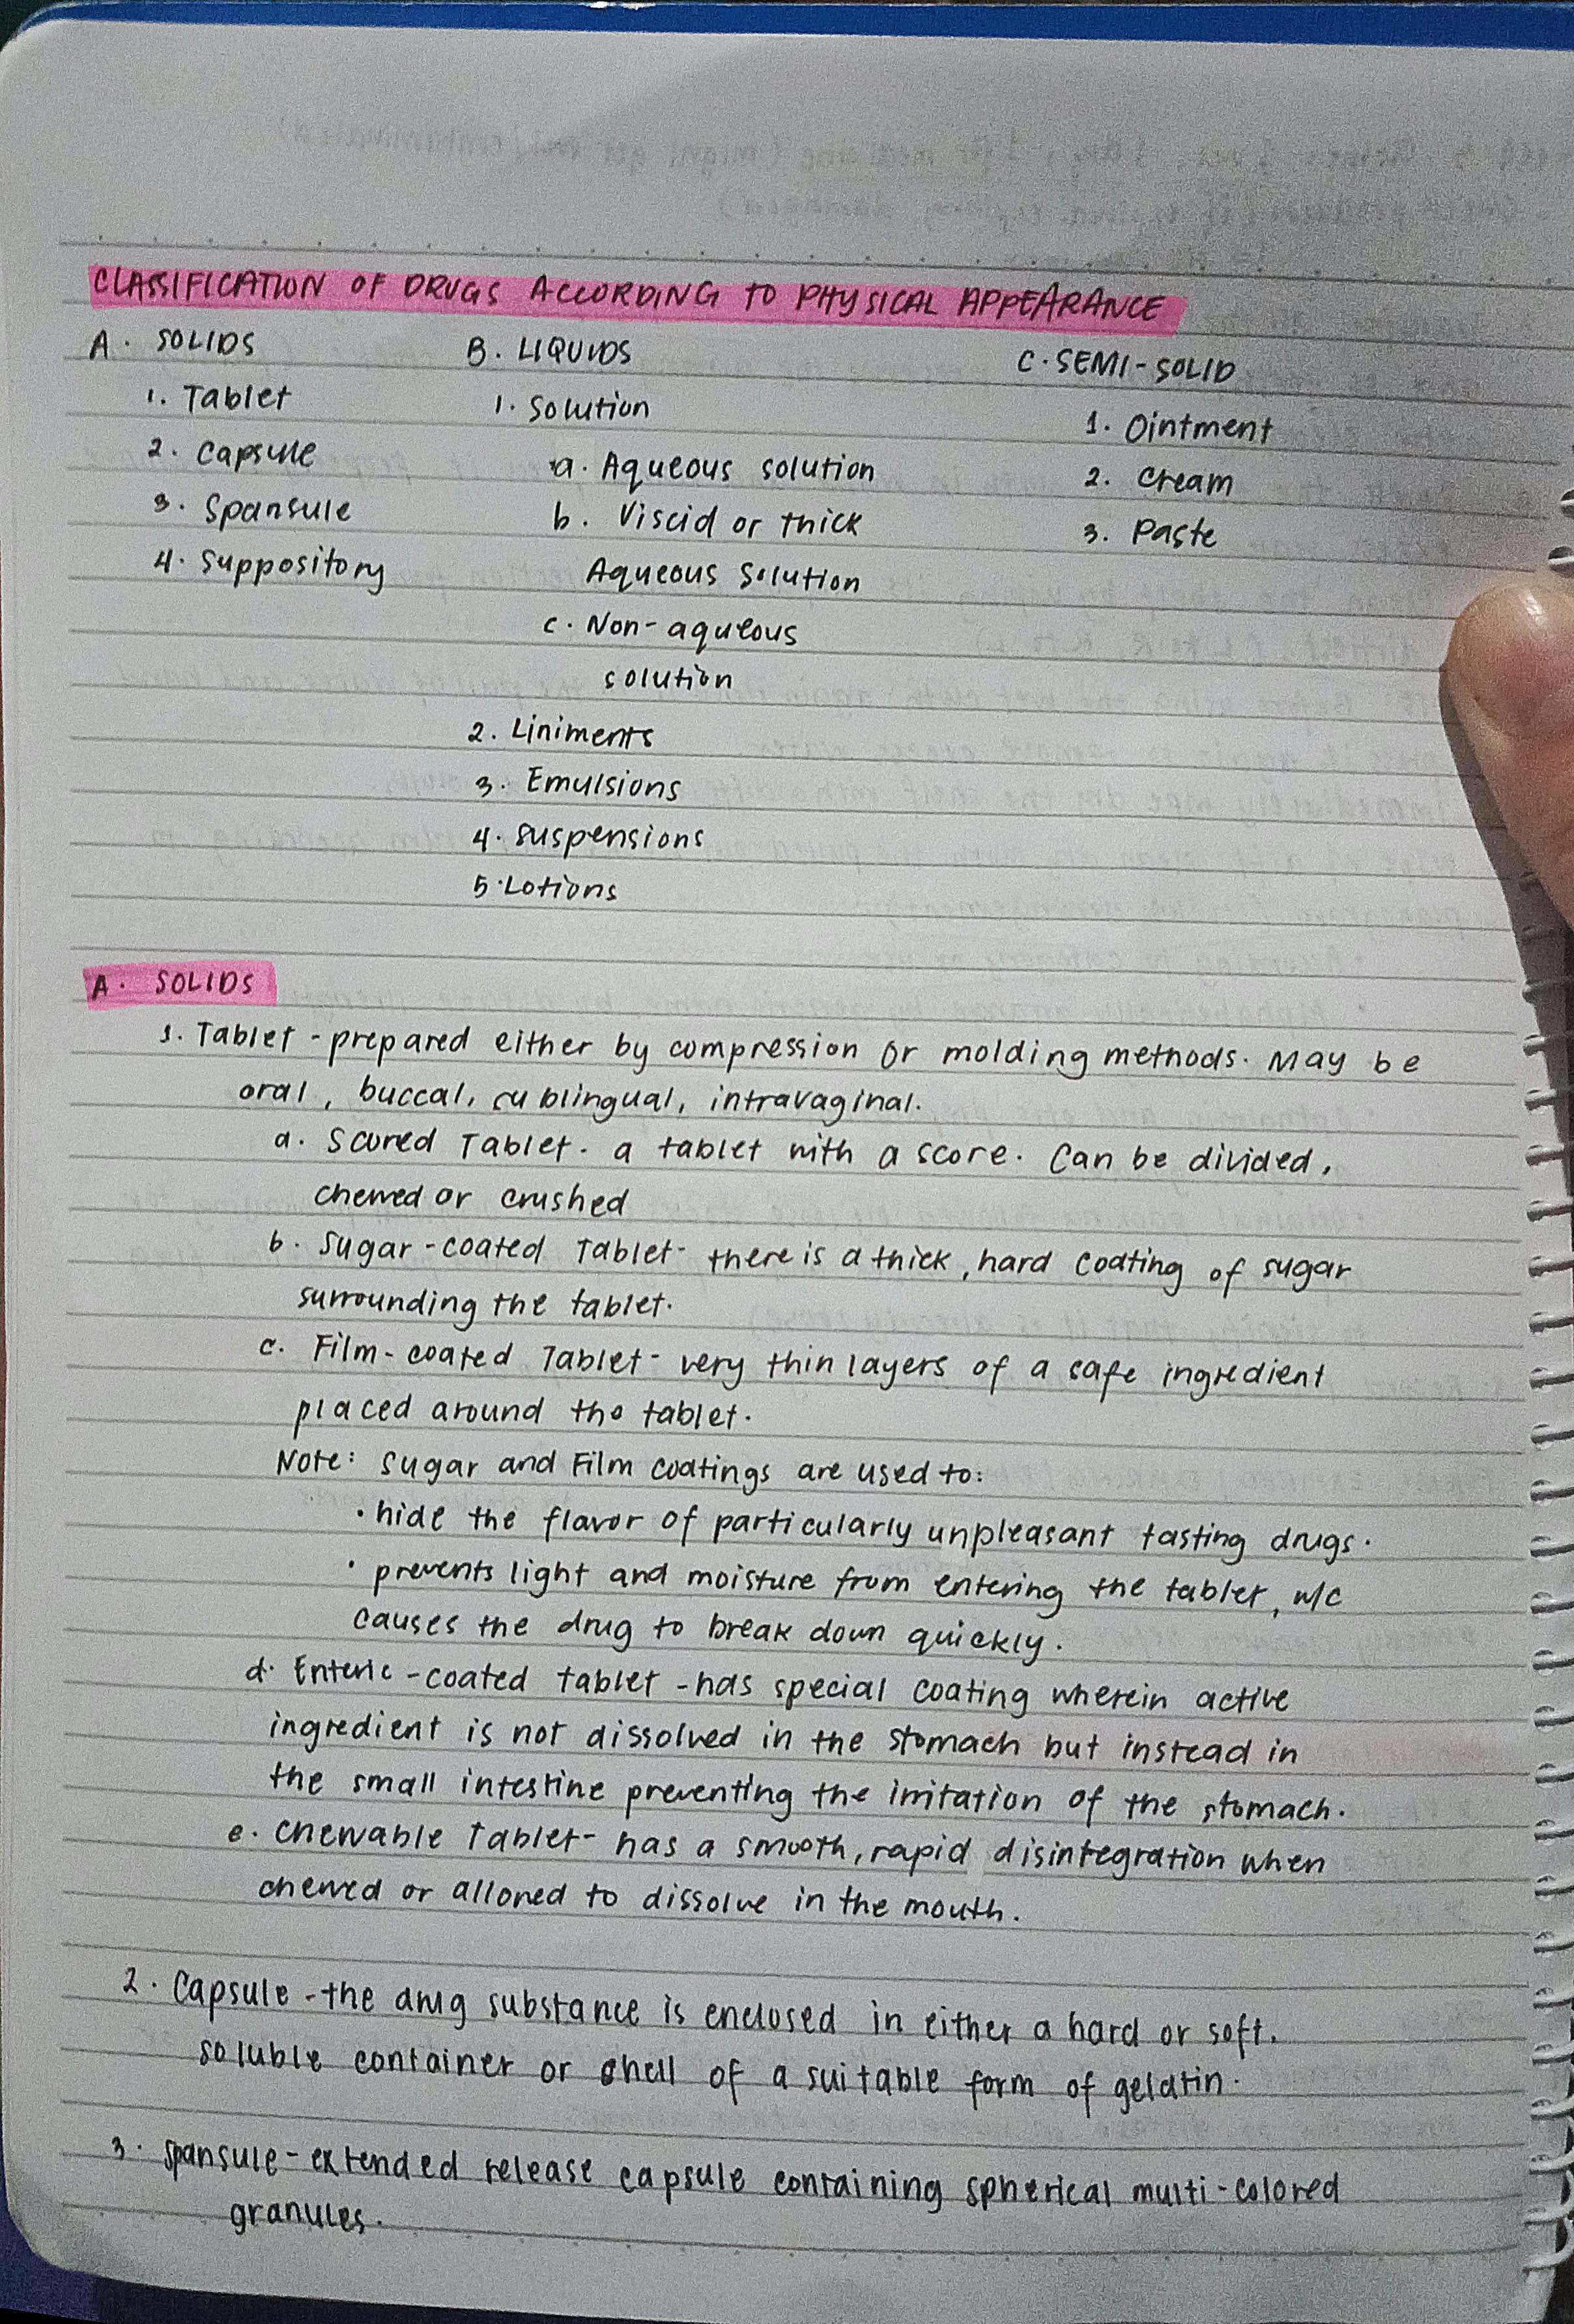 CLASSIFICATION OF DRUGS ACCORDING TO PHYSICAL APPEARANCE
A. SOLIDS
1. Tablet
2. Capsule
3. Spansule
4. Suppository
B. LIQUIDS
1. Solution
a. Aqueous solution
b. Viscid or thick
Aqueous Solution
c. Non-aqueous
solution
2. Liniments
3. Emulsions
4. Suspensions
5. Lotions
C. SEMI-SOLID
1. Ointment
2. Cream
3. Paste
A. SOLIDS
1. Tablet - prepared either by compression or molding methods. May be
oral, buccal, sublingual, intravaginal.
a. Scored Tablet - a tablet with a score. Can be divided,
chewed or crushed
b. Sugar-coated Tablet - there is a thick, hard coating of sugar
surrounding the tablet.
c. Film-coated Tablet - very thin layers of a safe ingredient
placed around the tablet.
Note: Sugar and Film coatings are used to:
• hide the flavor of particularly unpleasant tasting drugs.
• prevents light and moisture from entering the tablet, w/c
causes the drug to break down quickly.
d. Enteric-coated tablet - has special coating wherein active
ingredient is not dissolved in the stomach but instead in
the small intestine preventing the irritation of the stomach.
e. Chewable Tablet - has a smooth, rapid disintegration when
chewed or allowed to dissolve in the mouth.
2. Capsule - the drug substance is enclosed in either a hard or soft.
soluble container or shell of a suitable form of gelatin.
3. Spansule - extended release capsule containing spherical multi-colored
granules.